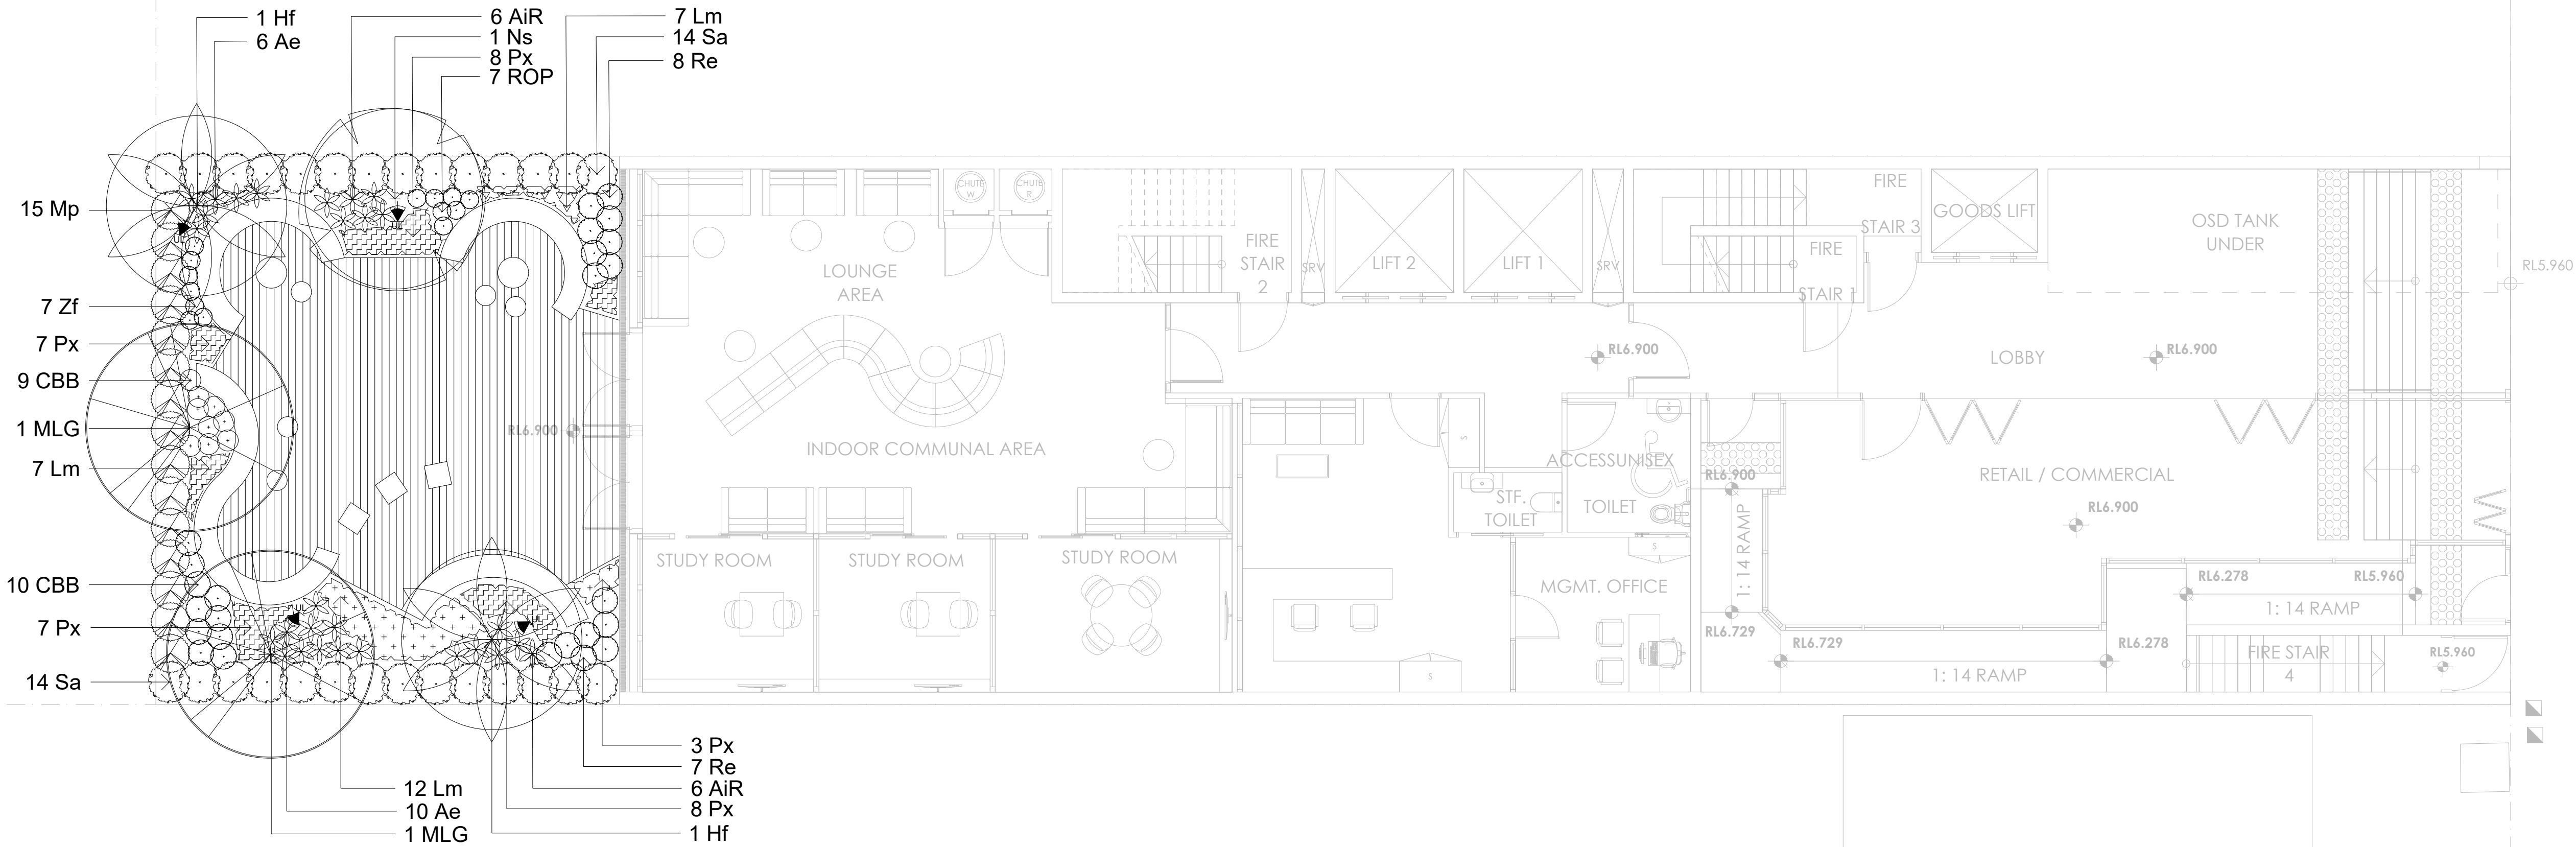 1 Hf
6 Ae
6 AiR
1 Ns
8 Px
7 ROP
7 Lm
14 Sa
8 Re
15 Mp
7 Zf
7 Px
9 CBB
1 MLG
7 Lm
10 CBB
7 Px
14 Sa
UL
UL
UL
12 Lm
10 Ae
1 MLG
3 Px
7 Re
6 AiR
8 Px
1 Hf
RL6.900
LOUNGE
AREA
CHUTE
W
CHUTE
R
INDOOR COMMUNAL AREA
STUDY ROOM
STUDY ROOM
STUDY ROOM
FIRE
STAIR
2
SRV
LIFT 2
LIFT 1
SRV
FIRE
STAIR 3
FIRE
STAIR 1
GOODS LIFT
OSD TANK
UNDER
RL5.960
RL6.900
LOBBY
RL6.900
S
ACCESSUNISEX
TOILET
STF.
TOILET
S
MGMT. OFFICE
S
RL6.900
1: 14 RAMP
RL6.729
RETAIL / COMMERCIAL
RL6.900
RL6.729
RL6.278
1: 14 RAMP
RL6.278
RL5.960
1: 14 RAMP
FIRE STAIR
4
RL5.960